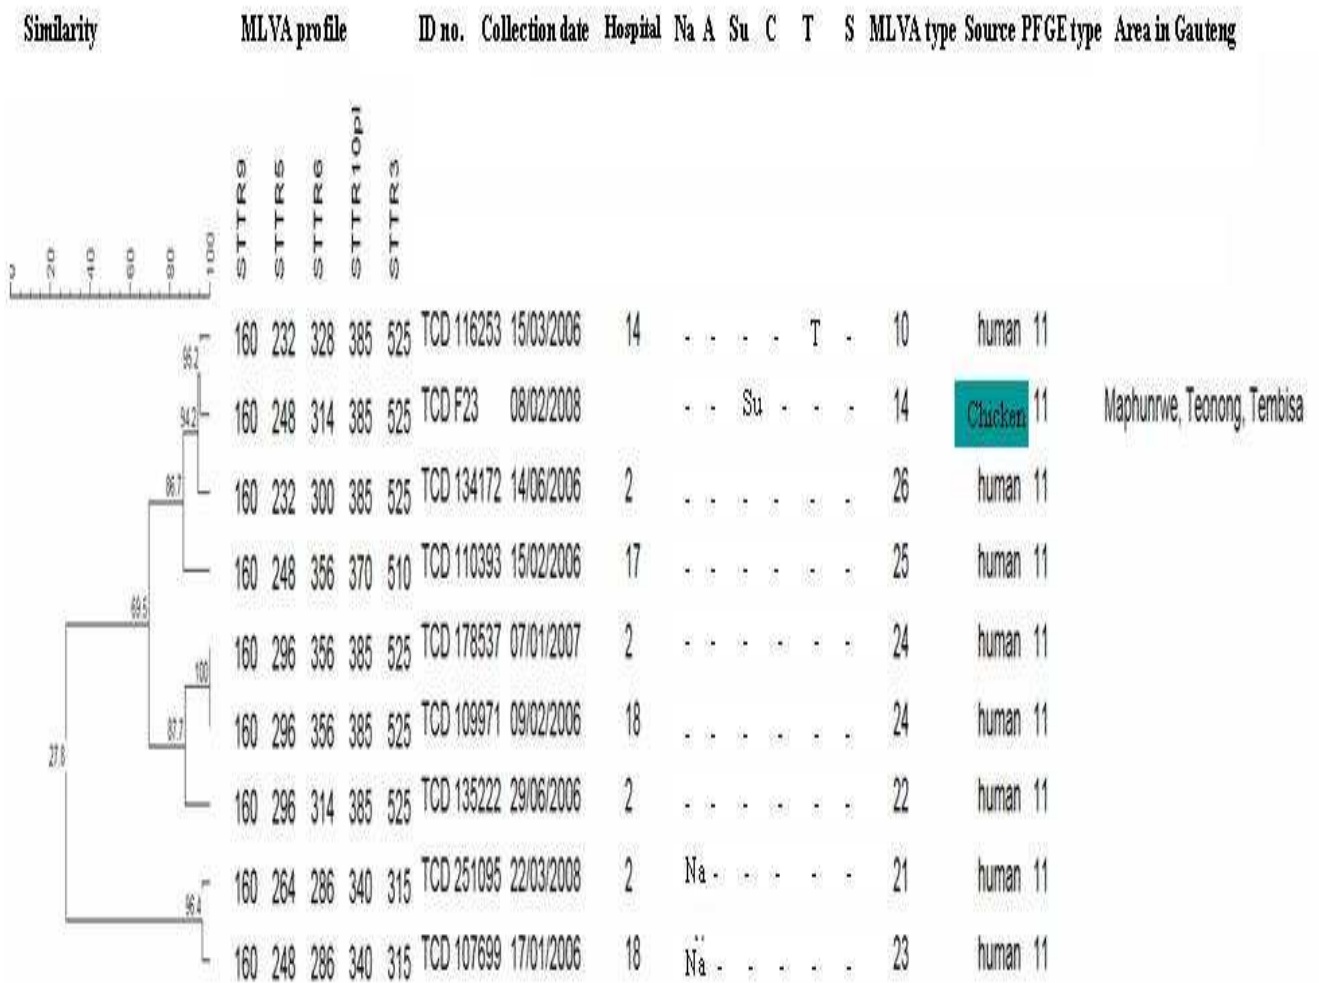 Similarity MLVA profile ID no. Collection date Hospital Na A Su C T S MLVA type Source PFGE type Area in Gauteng
STTR9 STTR5 STTR6 STTR10pl STTR3
0 20 40 60 80 100
160 232 328 385 525 TCD 116253 15/03/2006 14 - - - - T - 10 human 11
95.2
160 248 314 385 525 TCD F23 08/02/2008 - - Su - - - 14 Chicken 11 Maphunrwe, Teonong, Tembisa
94.2
160 232 300 385 525 TCD 134172 14/06/2006 2 - - - - - - 26 human 11
86.7
160 248 356 370 510 TCD 110393 15/02/2006 17 - - - - - - 25 human 11
69.5
160 296 356 385 525 TCD 178537 07/01/2007 2 - - - - - - 24 human 11
100
160 296 356 385 525 TCD 109971 09/02/2006 18 - - - - - - 24 human 11
87.7
27.8
160 296 314 385 525 TCD 135222 29/06/2006 2 - - - - - - 22 human 11
160 264 286 340 315 TCD 251095 22/03/2008 2 Na - - - - - 21 human 11
96.4
160 248 286 340 315 TCD 107699 17/01/2006 18 Na - - - - - 23 human 11